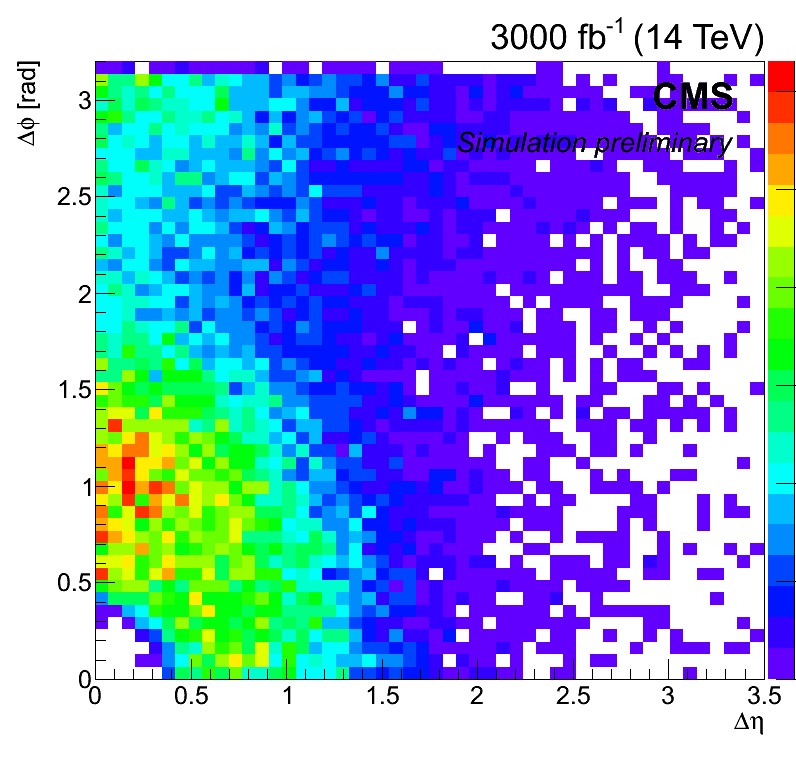 3000 fb⁻¹ (14 TeV)
Δϕ [rad]
CMS
Simulation preliminary
3
2.5
2
1.5
1
0.5
0
0 0.5 1 1.5 2 2.5 3 3.5
Δη